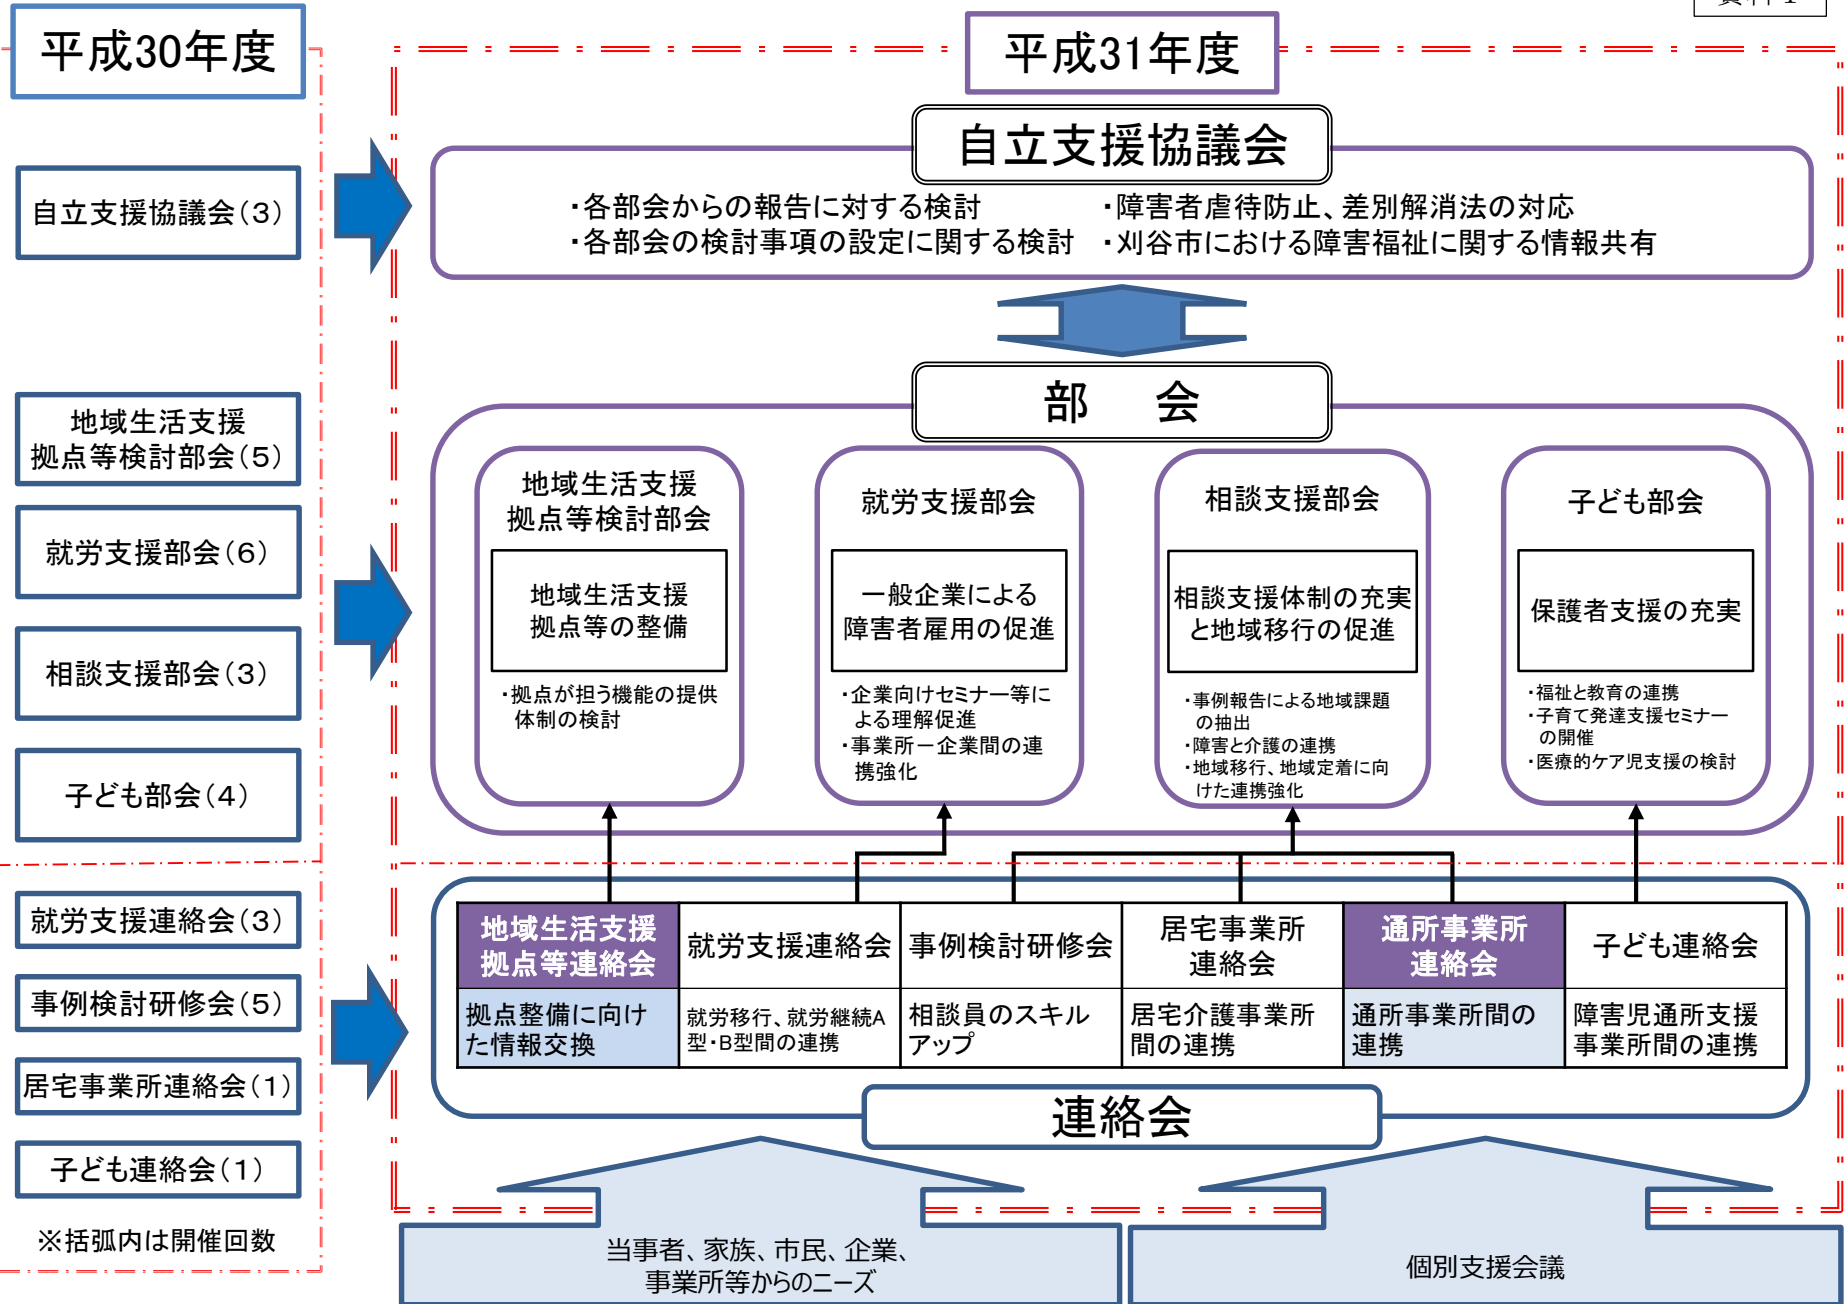 資料1
平成30年度
自立支援協議会(3)
地域生活支援
拠点等検討部会(5)
就労支援部会(6)
相談支援部会(3)
子ども部会(4)
就労支援連絡会(3)
事例検討研修会(5)
居宅事業所連絡会(1)
子ども連絡会(1)
※括弧内は開催回数
平成31年度
自立支援協議会
・各部会からの報告に対する検討
・各部会の検討事項の設定に関する検討
・障害者虐待防止、差別解消法の対応
・刈谷市における障害福祉に関する情報共有
部　会
地域生活支援
拠点等検討部会
地域生活支援
拠点等の整備
・拠点が担う機能の提供
体制の検討
就労支援部会
一般企業による
障害者雇用の促進
・企業向けセミナー等に
よる理解促進
・事業所－企業間の連
携強化
相談支援部会
相談支援体制の充実
と地域移行の促進
・事例報告による地域課題
の抽出
・障害と介護の連携
・地域移行、地域定着に向
けた連携強化
子ども部会
保護者支援の充実
・福祉と教育の連携
・子育て発達支援セミナー
の開催
・医療的ケア児支援の検討
地域生活支援
拠点等連絡会
拠点整備に向け
た情報交換
就労支援連絡会
就労移行、就労継続A
型・B型間の連携
事例検討研修会
相談員のスキル
アップ
居宅事業所
連絡会
居宅介護事業所
間の連携
通所事業所
連絡会
通所事業所間の
連携
子ども連絡会
障害児通所支援
事業所間の連携
連絡会
当事者、家族、市民、企業、
事業所等からのニーズ
個別支援会議